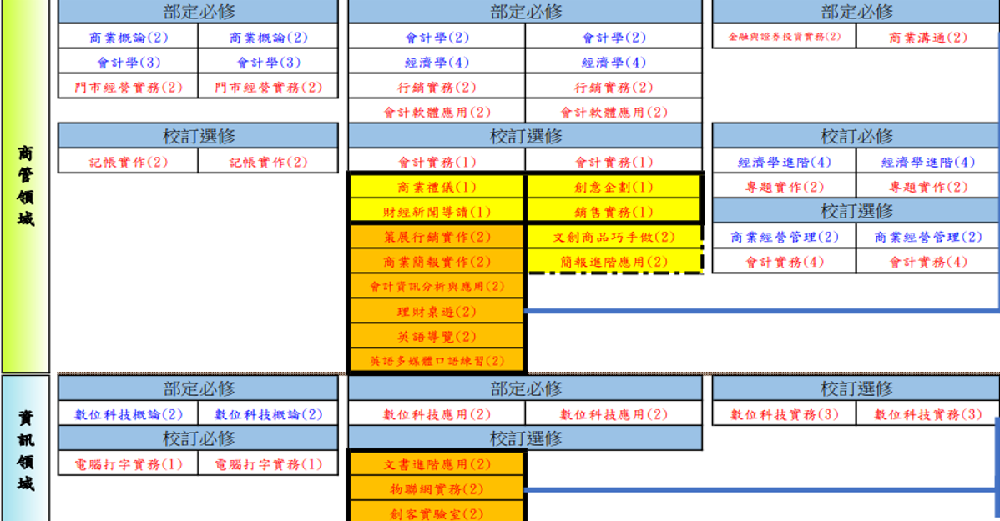 商管領域
部定必修 部定必修 部定必修
商業概論(2) 商業概論(2) 會計學(2) 會計學(2) 金融與證券投資實務(2) 商業溝通(2)
會計學(3) 會計學(3) 經濟學(4) 經濟學(4)
門市經營實務(2) 門市經營實務(2) 行銷實務(2) 行銷實務(2)
會計軟體應用(2) 會計軟體應用(2)
校訂選修 校訂選修 校訂必修
記帳實作(2) 記帳實作(2) 會計實務(1) 會計實務(1) 經濟學進階(4) 經濟學進階(4)
商業禮儀(1) 創意企劃(1) 專題實作(2) 專題實作(2)
財經新聞導讀(1) 銷售實務(1) 校訂選修
策展行銷實作(2) 文創商品巧手做(2) 商業經營管理(2) 商業經營管理(2)
商業簡報實作(2) 簡報進階應用(2) 會計實務(4) 會計實務(4)
會計資訊分析與應用(2)
理財桌遊(2)
英語導覽(2)
英語多媒體口語練習(2)
資訊領域
部定必修 部定必修 校訂選修
數位科技概論(2) 數位科技概論(2) 數位科技應用(2) 數位科技應用(2) 數位科技實務(3) 數位科技實務(3)
校訂必修 校訂選修
電腦打字實務(1) 電腦打字實務(1) 文書進階應用(2)
物聯網實務(2)
創客實驗室(2)